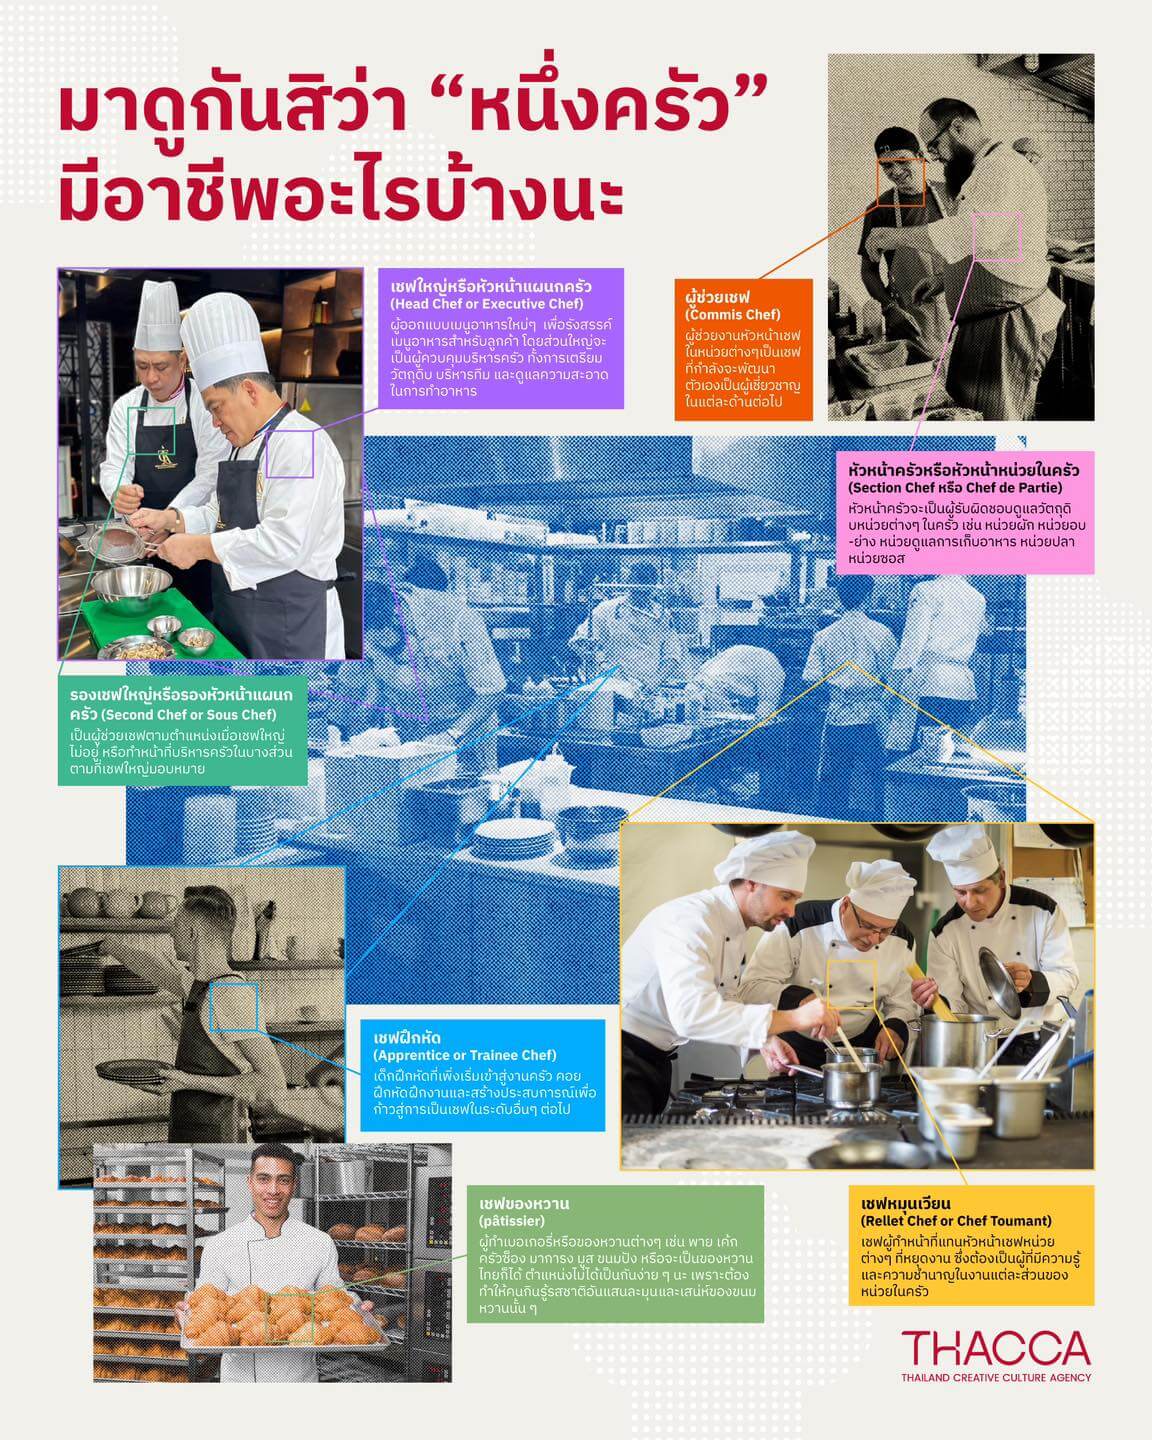 มาดูกันสิว่า “หนึ่งครัว”
มีอาชีพอะไรบ้างนะ
เชฟใหญ่หรือหัวหน้าแผนกครัว
(Head Chef or Executive Chef)
ผู้ออกแบบเมนูอาหารใหม่ๆ เพื่อรังสรรค์
เมนูอาหารสำหรับลูกค้า โดยส่วนใหญ่จะ
เป็นผู้ควบคุมบริหารครัว ทั้งการเตรียม
วัตถุดิบ บริหารทีม และดูแลความสะอาด
ในการทำอาหาร
ผู้ช่วยเชฟ
(Commis Chef)
ผู้ช่วยงานหัวหน้าเชฟ
ในหน่วยต่างๆเป็นเชฟ
ที่กำลังจะพัฒนา
ตัวเองเป็นผู้เชี่ยวชาญ
ในแต่ละด้านต่อไป
หัวหน้าครัวหรือหัวหน้าหน่วยในครัว
(Section Chef หรือ Chef de Partie)
หัวหน้าครัวจะเป็นผู้รับผิดชอบดูแลวัตถุดิ
บหน่วยต่างๆ ในครัว เช่น หน่วยผัก หน่วยอบ
-ย่าง หน่วยดูแลการเก็บอาหาร หน่วยปลา
หน่วยซอส
รองเชฟใหญ่หรือรองหัวหน้าแผนก
ครัว (Second Chef or Sous Chef)
เป็นผู้ช่วยเชฟตามตำแหน่งเมื่อเชฟใหญ่
ไม่อยู่ หรือทำหน้าที่บริหารครัวในบางส่วน
ตามที่เชฟใหญ่มอบหมาย
เชฟฝึกหัด
(Apprentice or Trainee Chef)
เด็กฝึกหัดที่เพิ่งเริ่มเข้าสู่งานครัว คอย
ฝึกหัดฝึกงานและสร้างประสบการณ์เพื่อ
ก้าวสู่การเป็นเชฟในระดับอื่นๆ ต่อไป
เชฟของหวาน
(pâtissier)
ผู้ทำเบอเกอรี่หรือของหวานต่างๆ เช่น พาย เค้ก
ครัวซ็อง มาการง มูส ขนมปัง หรือจะเป็นของหวาน
ไทยก็ได้ ตำแหน่งไม่ได้เป็นกันง่าย ๆ นะ เพราะต้อง
ทำให้คนกินรู้รสชาติอันแสนละมุนและเสน่ห์ของขนม
หวานนั้น ๆ
เชฟหมุนเวียน
(Rellet Chef or Chef Toumant)
เชฟผู้ทำหน้าที่แทนหัวหน้าเชฟหน่วย
ต่างๆ ที่หยุดงาน ซึ่งต้องเป็นผู้ที่มีความรู้
และความชำนาญในงานแต่ละส่วนของ
หน่วยในครัว
THACCA
THAILAND CREATIVE CULTURE AGENCY